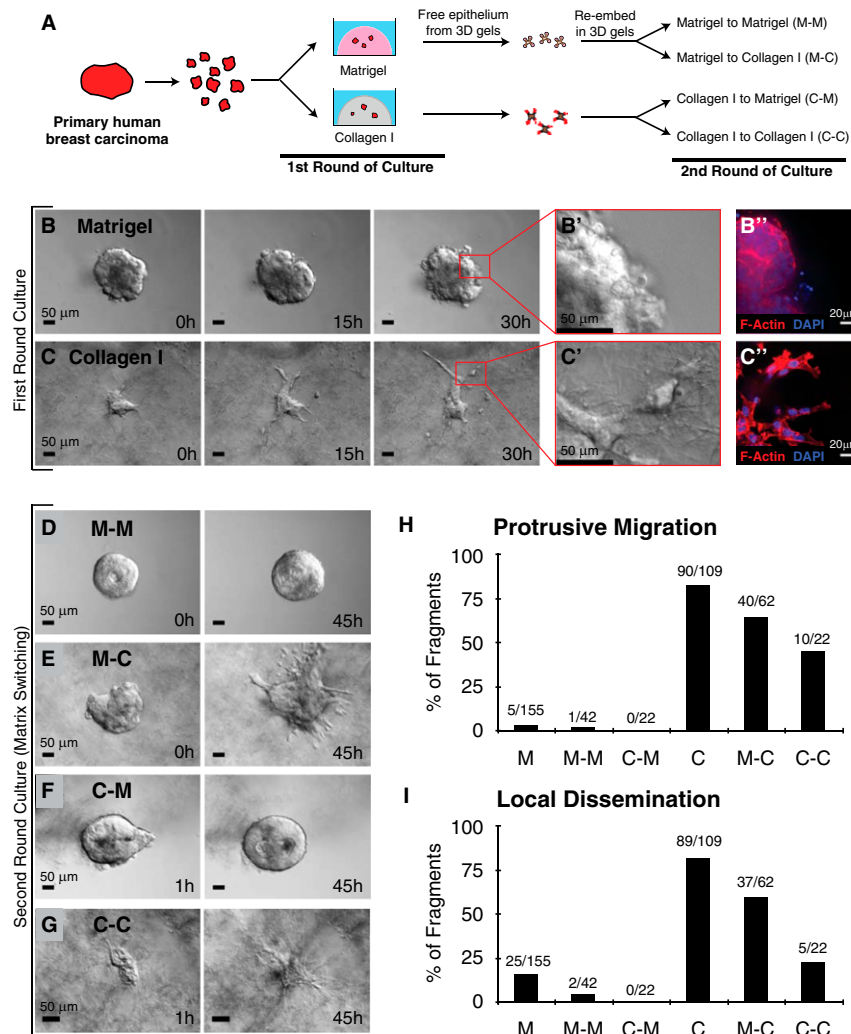 A
Primary human
breast carcinoma
Matrigel
Collagen I
1st Round of Culture
Free epithelium
from 3D gels
Re-embed
in 3D gels
Matrigel to Matrigel (M-M)
Matrigel to Collagen I (M-C)
Collagen I to Matrigel (C-M)
Collagen I to Collagen I (C-C)
2nd Round of Culture
First Round Culture
B Matrigel
50 μm
0h
15h
30h
B'
50 μm
B''
F-Actin DAPI
20μm
C Collagen I
50 μm
0h
15h
30h
C'
50 μm
C''
F-Actin DAPI
20μm
Second Round Culture (Matrix Switching)
D M-M
50 μm
0h
45h
E M-C
50 μm
0h
45h
F C-M
50 μm
1h
45h
G C-C
50 μm
1h
45h
H Protrusive Migration
% of Fragments
100
75
50
25
0
5/155
1/42
0/22
90/109
40/62
10/22
M M-M C-M C M-C C-C
I Local Dissemination
% of Fragments
100
75
50
25
0
25/155
2/42
0/22
89/109
37/62
5/22
M M-M C-M C M-C C-C